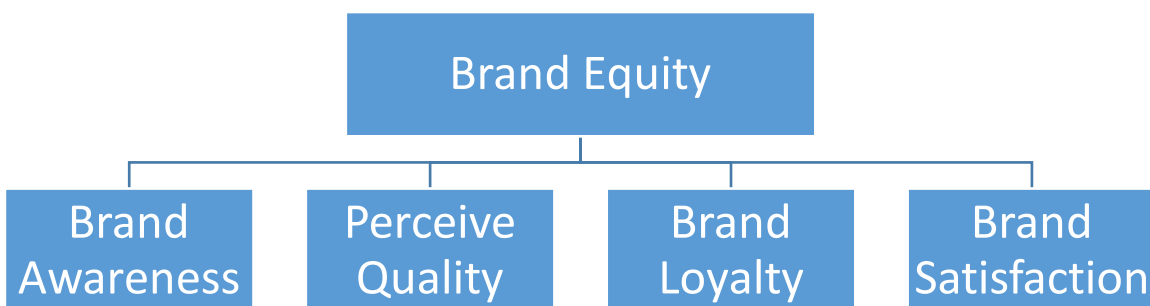 Brand Equity
Brand
Awareness
Perceive
Quality
Brand
Loyalty
Brand
Satisfaction